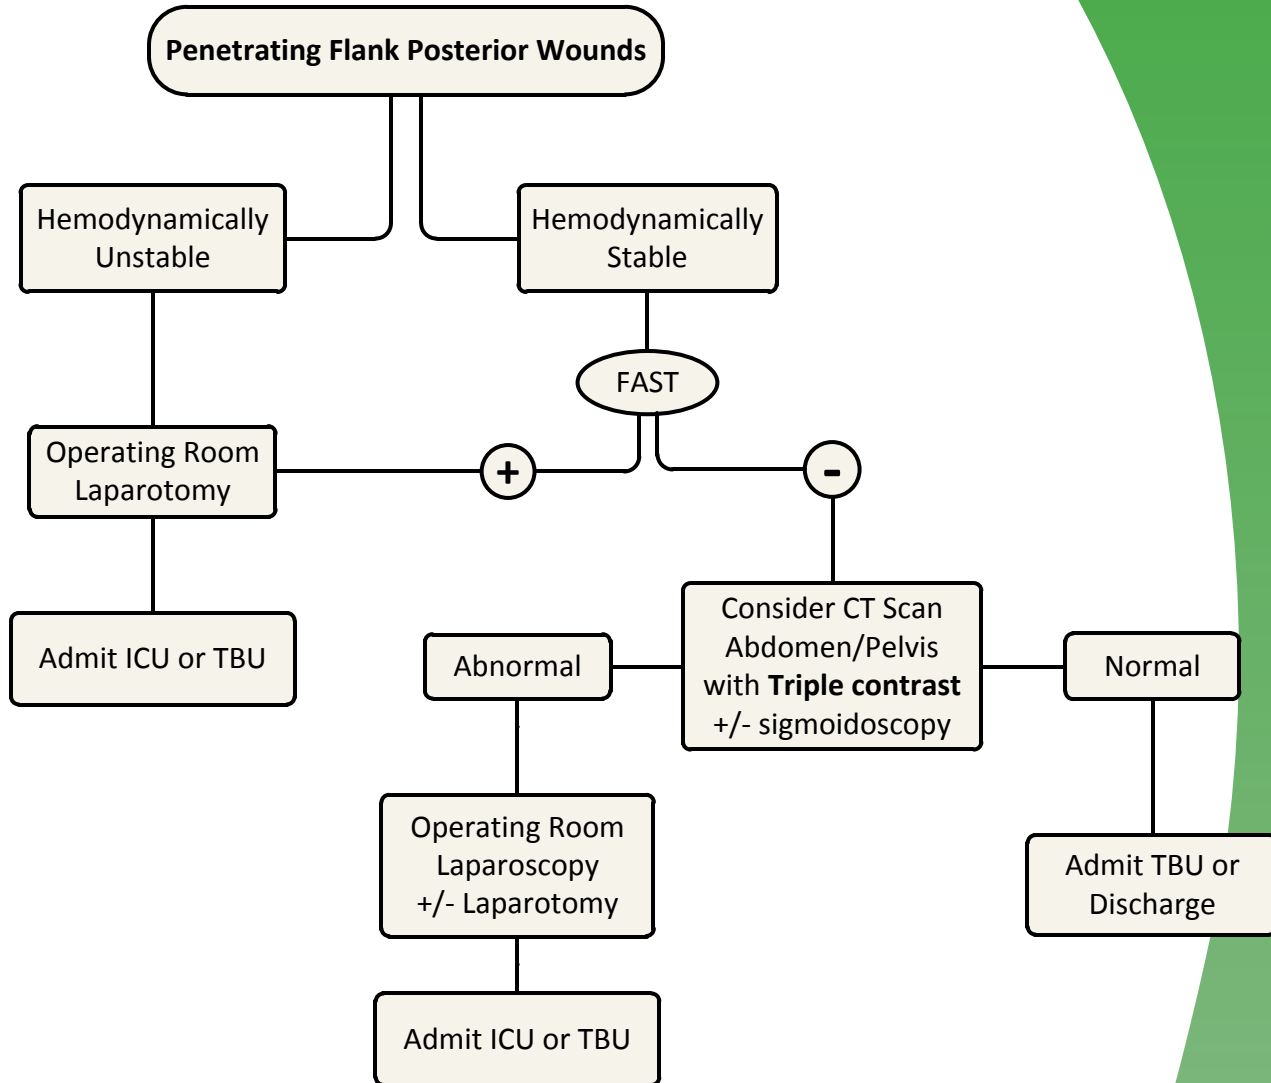 Penetrating Flank Posterior Wounds
Hemodynamically
Unstable
Hemodynamically
Stable
FAST
Operating Room
Laparotomy
+
-
Admit ICU or TBU
Consider CT Scan
Abdomen/Pelvis
with Triple contrast
+/- sigmoidoscopy
Abnormal
Normal
Operating Room
Laparoscopy
+/- Laparotomy
Admit TBU or
Discharge
Admit ICU or TBU